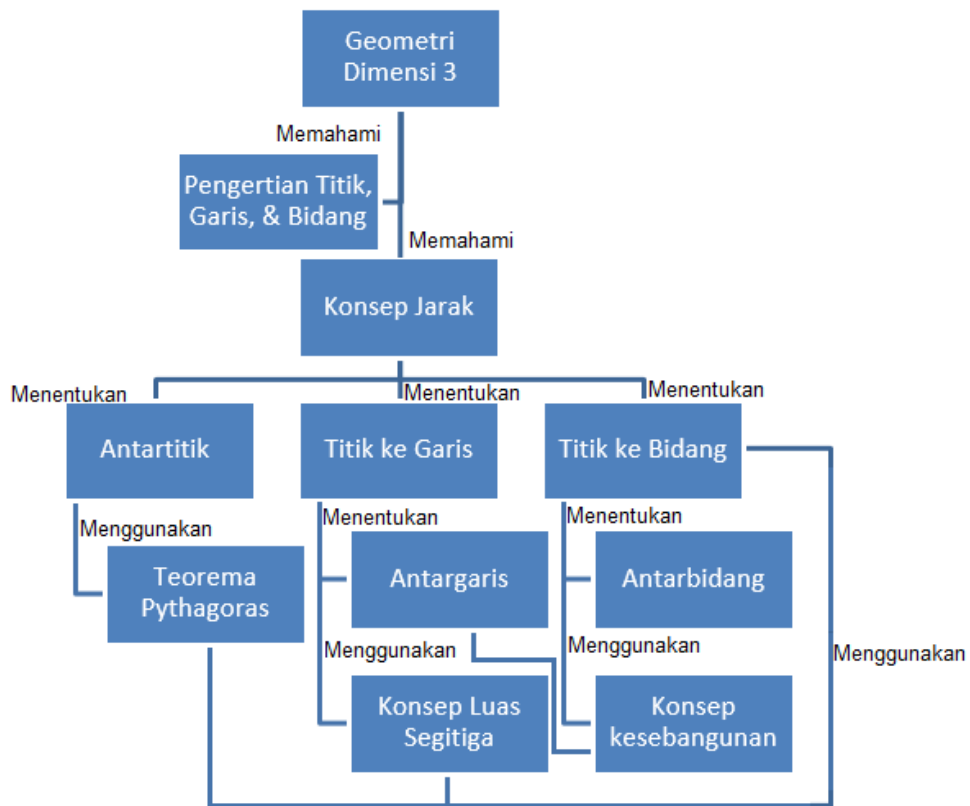 Geometri
Dimensi 3
Memahami
Pengertian Titik,
Garis, & Bidang
Memahami
Konsep Jarak
Menentukan
Menentukan
Menentukan
Antartitik
Titik ke Garis
Titik ke Bidang
Menggunakan
Menentukan
Menentukan
Teorema
Pythagoras
Antargaris
Antarbidang
Menggunakan
Menggunakan
Menggunakan
Konsep Luas
Segitiga
Konsep
kesebangunan